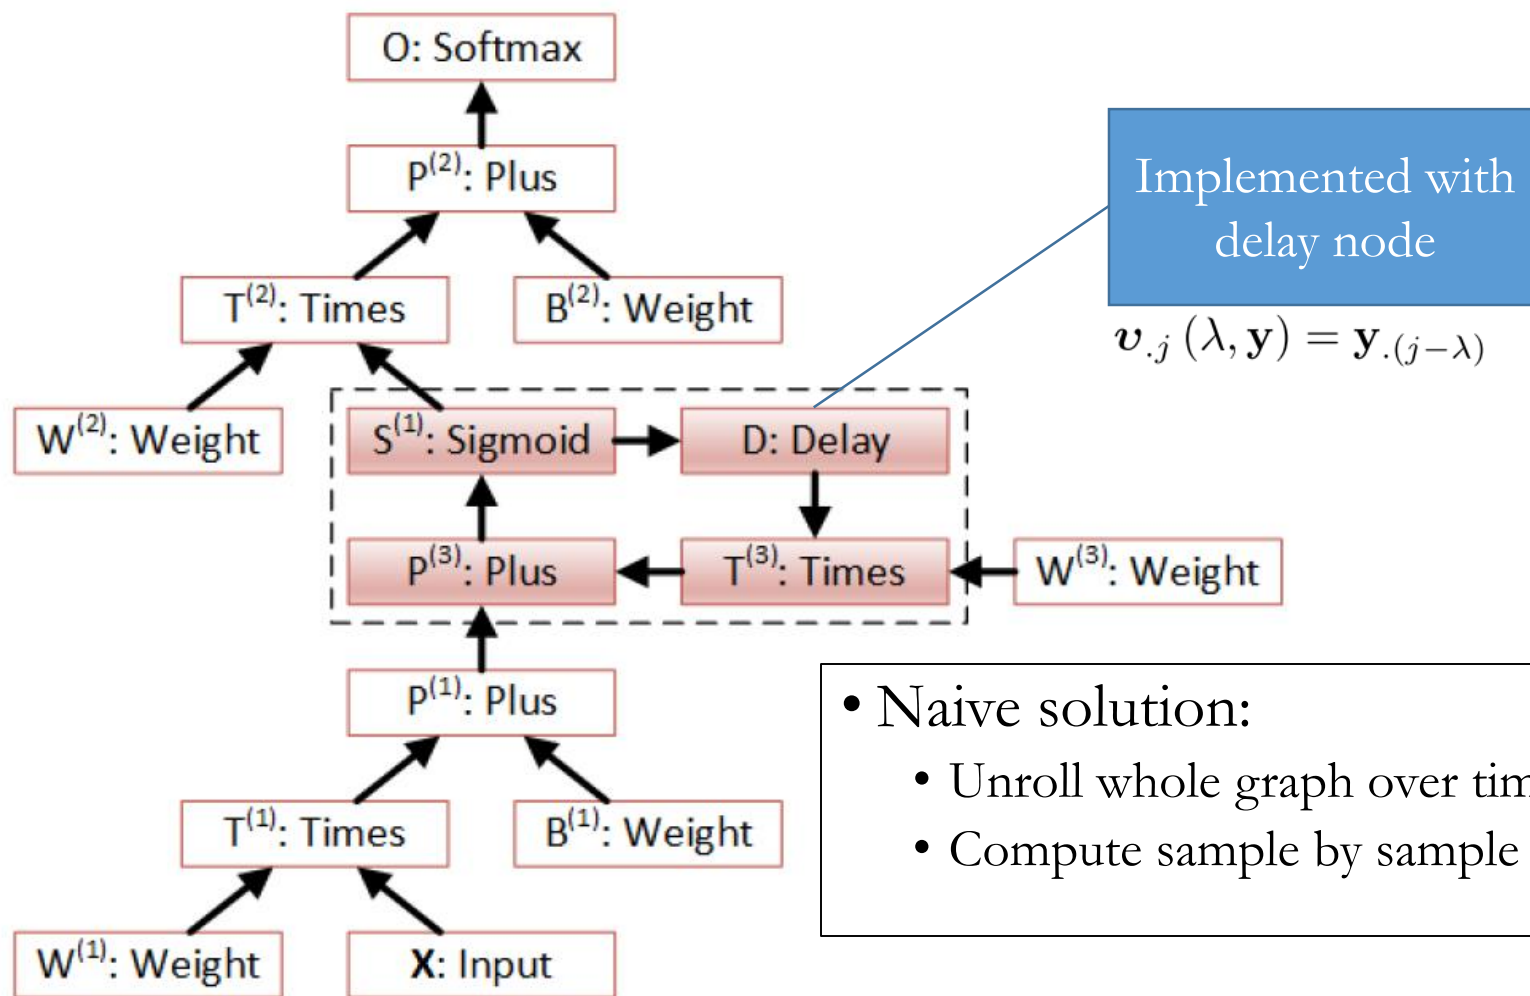 O: Softmax
P(2): Plus
Implemented with
delay node
T(2): Times
B(2): Weight
υ.j (λ, y) = y.(j−λ)
W(2): Weight
S(1): Sigmoid
D: Delay
P(3): Plus
T(3): Times
W(3): Weight
P(1): Plus
• Naive solution:
• Unroll whole graph over tim
• Compute sample by sample
T(1): Times
B(1): Weight
W(1): Weight
X: Input